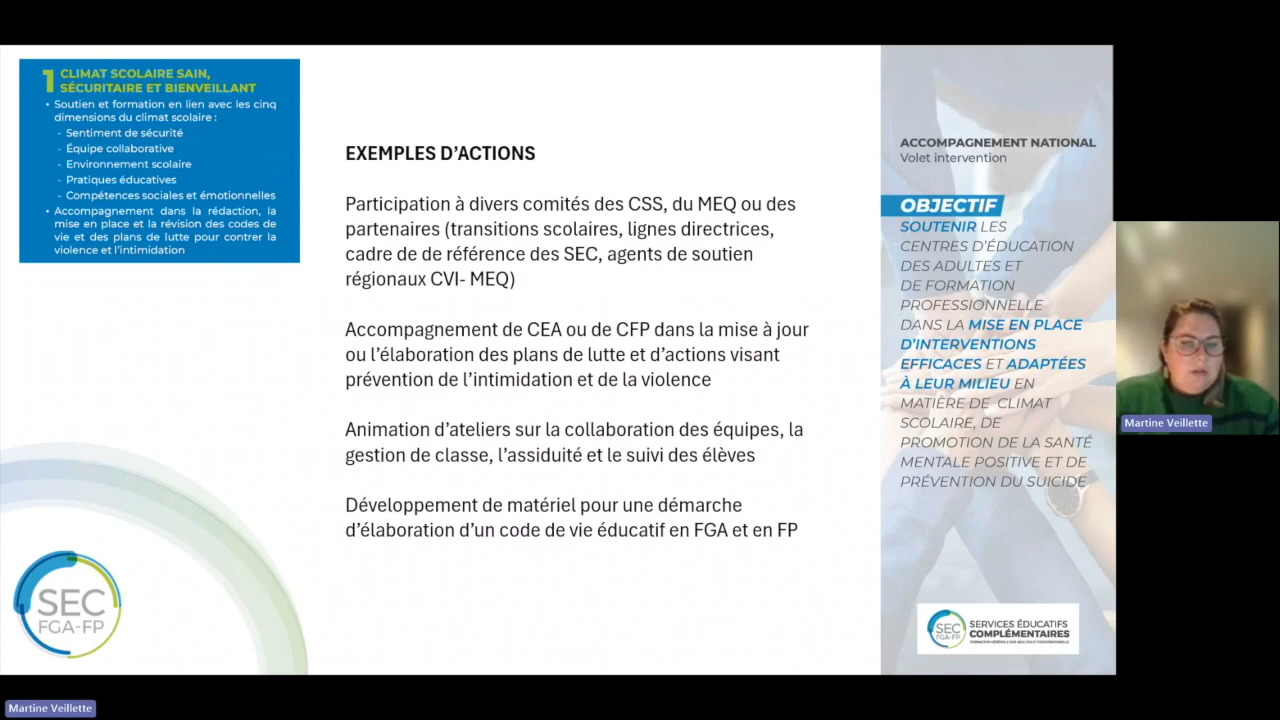 1 CLIMAT SCOLAIRE SAIN,
SÉCURITAIRE ET BIENVEILLANT
• Soutien et formation en lien avec les cinq
dimensions du climat scolaire :
- Sentiment de sécurité
- Équipe collaborative
- Environnement scolaire
- Pratiques éducatives
- Compétences sociales et émotionnelles
• Accompagnement dans la rédaction, la
mise en place et la révision des codes de
vie et des plans de lutte pour contrer la
violence et l'intimidation
EXEMPLES D'ACTIONS
Participation à divers comités des CSS, du MEQ ou des
partenaires (transitions scolaires, lignes directrices,
cadre de de référence des SEC, agents de soutien
régionaux CVI- MEQ)
Accompagnement de CEA ou de CFP dans la mise à jour
ou l'élaboration des plans de lutte et d'actions visant
prévention de l'intimidation et de la violence
Animation d'ateliers sur la collaboration des équipes, la
gestion de classe, l'assiduité et le suivi des élèves
Développement de matériel pour une démarche
d'élaboration d'un code de vie éducatif en FGA et en FP
SEC
FGA-FP
ACCOMPAGNEMENT NATIONAL
Volet intervention
OBJECTIF
SOUTENIR LES
CENTRES D'ÉDUCATION
DES ADULTES ET
DE FORMATION
PROFESSIONNELLE
DANS LA MISE EN PLACE
D'INTERVENTIONS
EFFICACES ET ADAPTÉES
À LEUR MILIEU EN
MATIÈRE DE CLIMAT
SCOLAIRE, DE
PROMOTION DE LA SANTÉ
MENTALE POSITIVE ET DE
PRÉVENTION DU SUICIDE
SEC
FGA-FP
SERVICES ÉDUCATIFS
COMPLÉMENTAIRES
FORMATION GÉNÉRALE DES ADULTES ET PROFESSIONNELLE
Martine Veillette
Martine Veillette